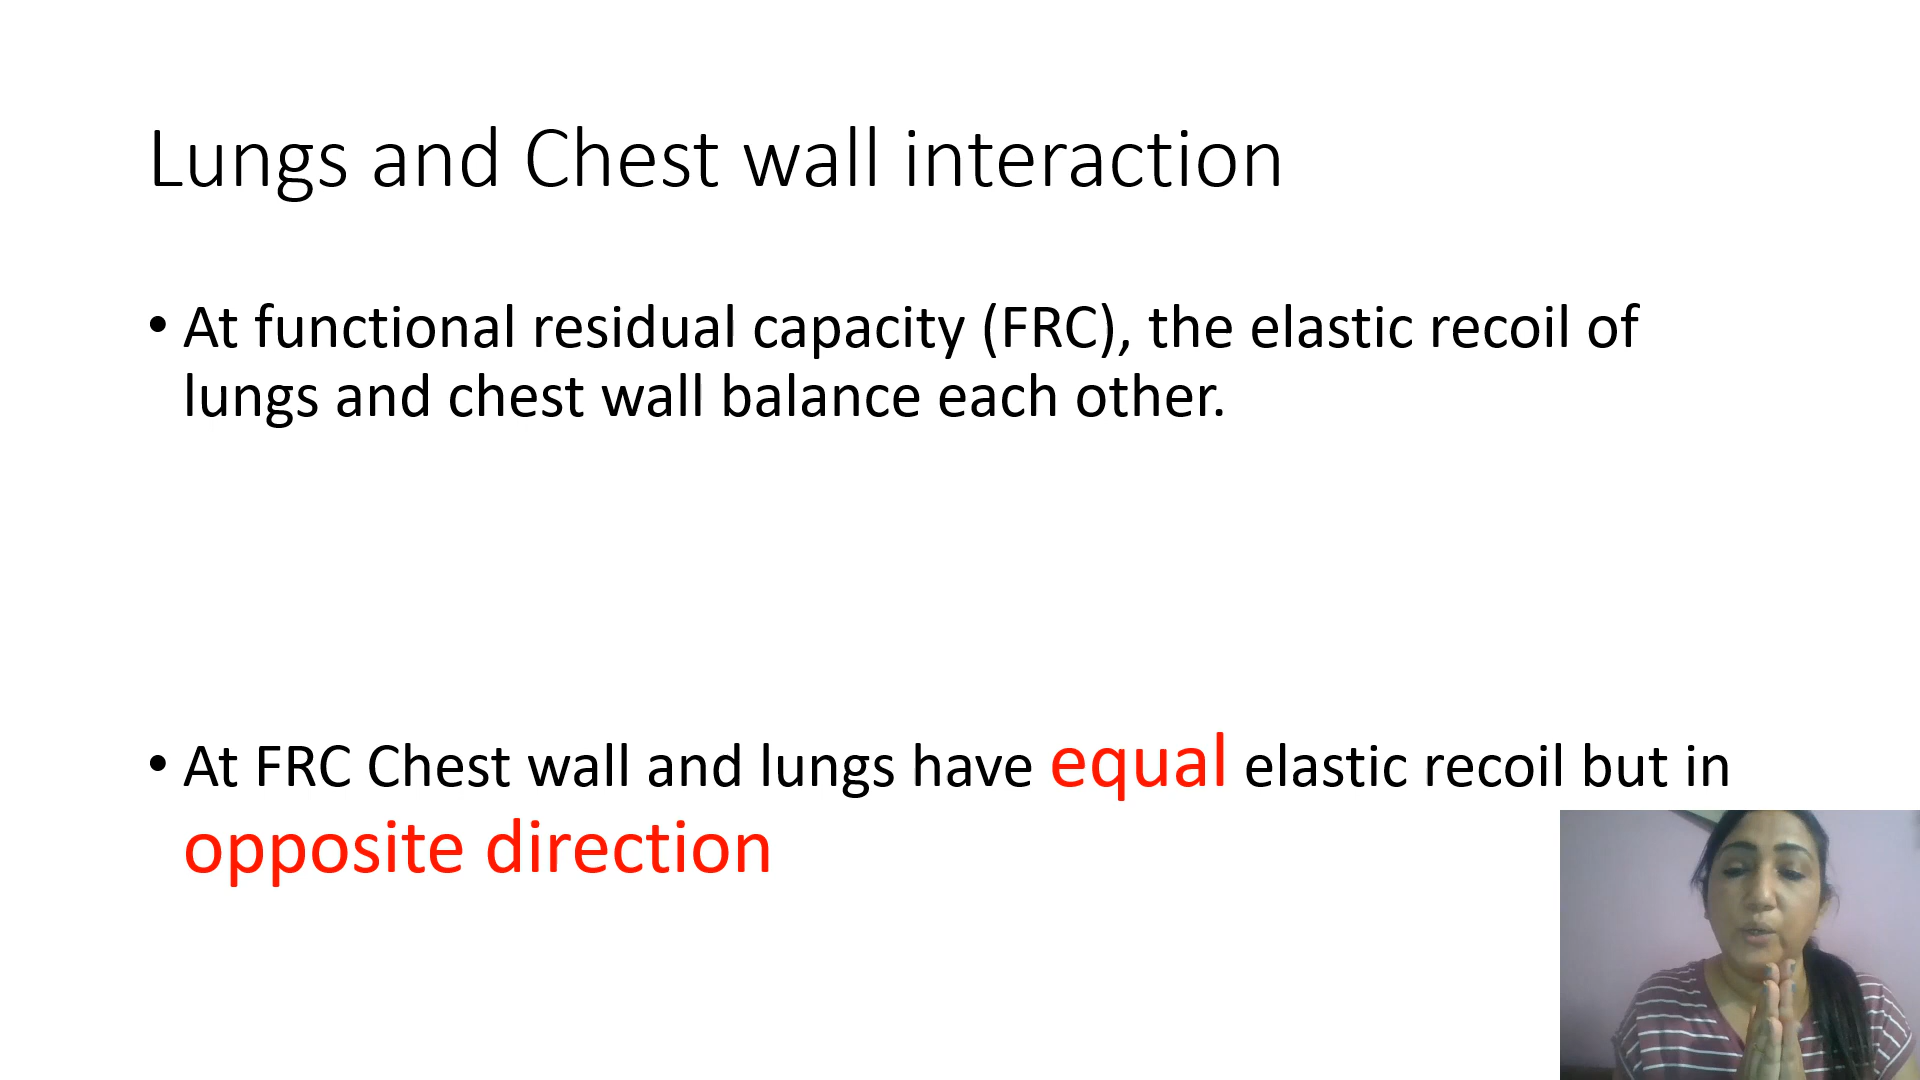 Lungs and Chest wall interaction
• At functional residual capacity (FRC), the elastic recoil of
lungs and chest wall balance each other.
• At FRC Chest wall and lungs have equal elastic recoil but in
opposite direction